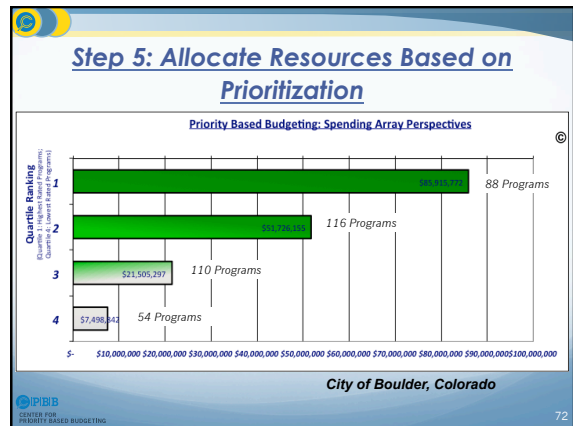 Step 5: Allocate Resources Based on
Prioritization
Priority Based Budgeting: Spending Array Perspectives
©
Quartile Ranking
(Quartile 1: Highest Rated Programs;
Quartile 4: Lowest Rated Programs)
1
$85,915,772
88 Programs
2
$51,726,155
116 Programs
3
$21,505,297
110 Programs
4
$7,498,842
54 Programs
$- $10,000,000 $20,000,000 $30,000,000 $40,000,000 $50,000,000 $60,000,000 $70,000,000 $80,000,000 $90,000,000 $100,000,000
City of Boulder, Colorado
CPBB
CENTER FOR
PRIORITY BASED BUDGETING
72